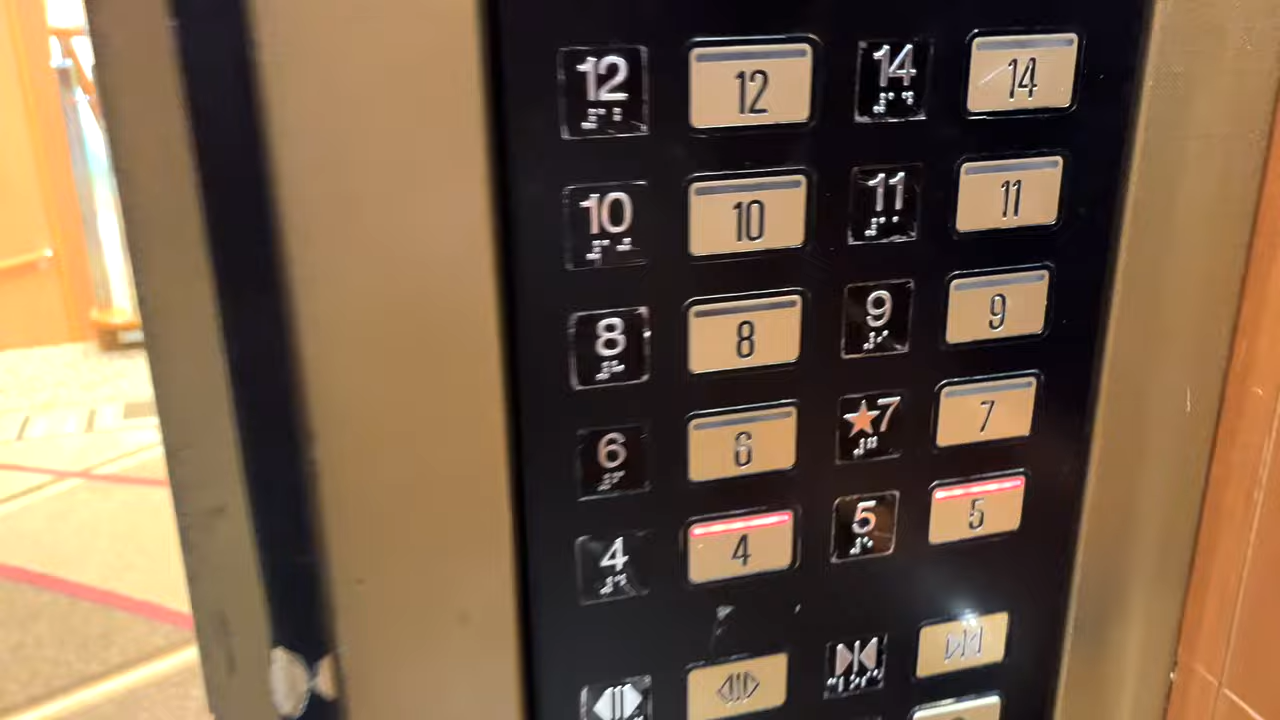 12 12 14 14
10 10 11 11
8 8 9 9
6 6 ★7 7
4 4 5 5